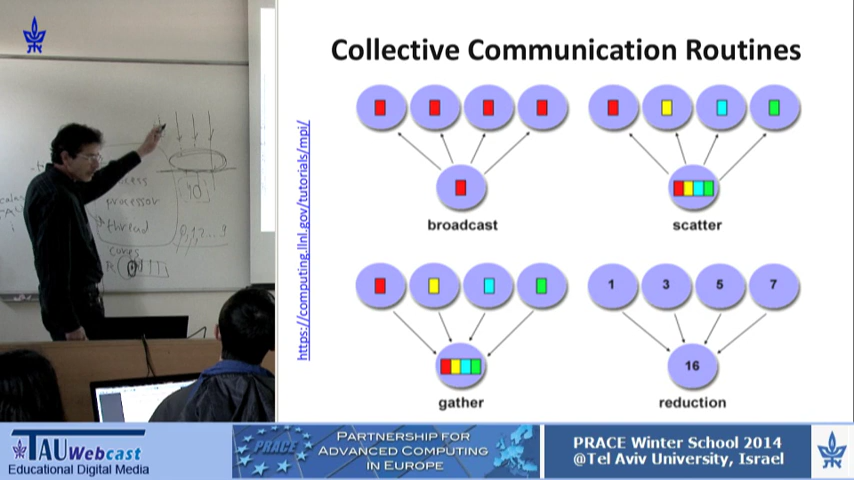 Collective Communication Routines
https://computing.llnl.gov/tutorials/mpi/
broadcast
scatter
gather
1 3 5 7
16
reduction
process
processor
thread
cores
TAU Webcast
Educational Digital Media
PRACE
PARTNERSHIP FOR
ADVANCED COMPUTING
IN EUROPE
PRACE Winter School 2014
@Tel Aviv University, Israel